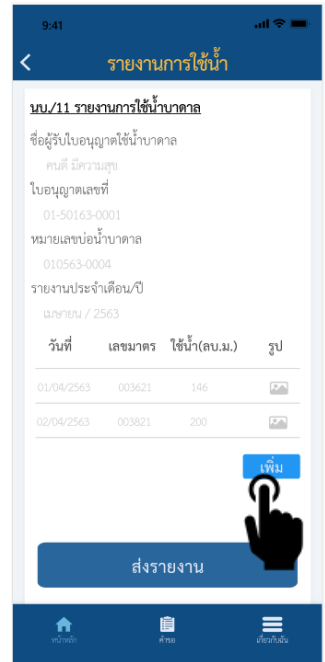 9:41
รายงานการใช้น้ำ
นบ./11 รายงานการใช้น้ำบาดาล
ชื่อผู้รับใบอนุญาตใช้น้ำบาดาล
คนดี มีความสุข
ใบอนุญาตเลขที่
01-50163-0001
หมายเลขบ่อน้ำบาดาล
010563-0004
รายงานประจำเดือน/ปี
เมษายน / 2563
วันที่ เลขมาตร ใช้น้ำ(ลบ.ม.) รูป
01/04/2563 003621 146
02/04/2563 003821 200
เพิ่ม
ส่งรายงาน
หน้าหลัก คำขอ เกี่ยวกับฉัน